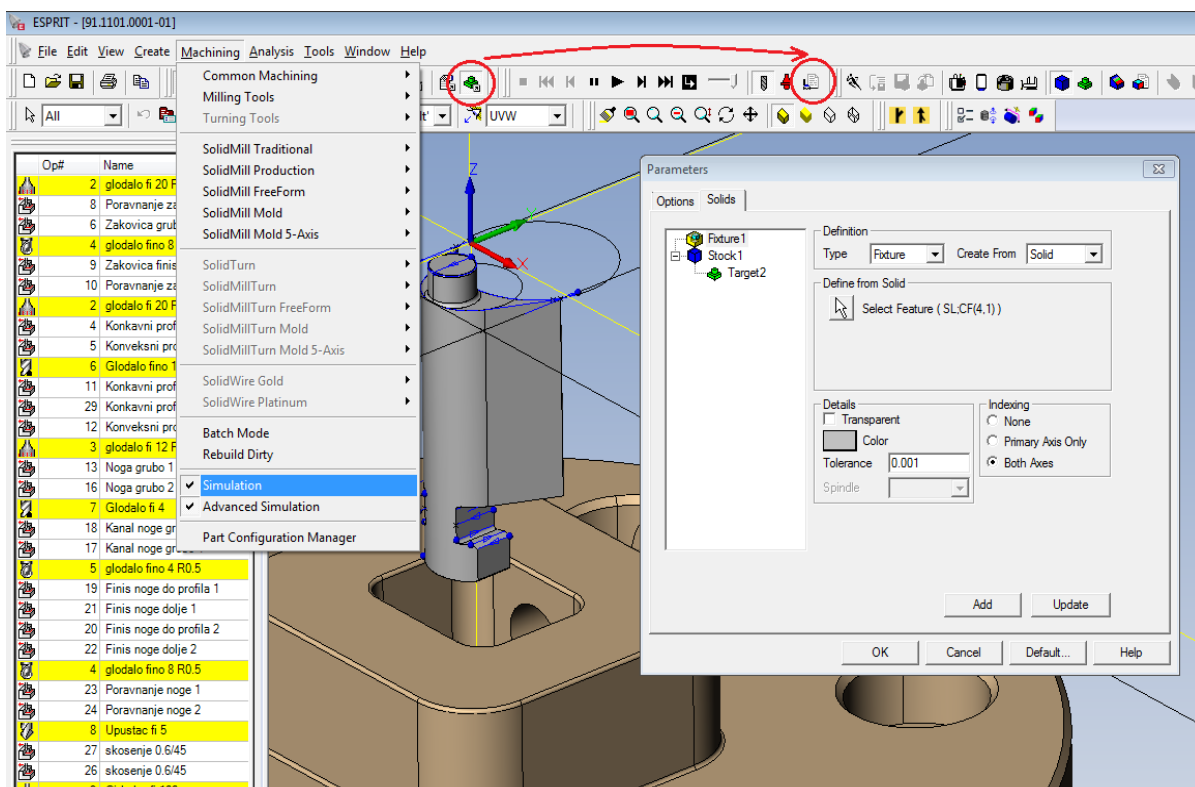 ESPRIT - [91.1101.0001-01]
File Edit View Create Machining Analysis Tools Window Help
All
UVW
Common Machining
Milling Tools
Turning Tools
SolidMill Traditional
SolidMill Production
SolidMill FreeForm
SolidMill Mold
SolidMill Mold 5-Axis
SolidTurn
SolidMillTurn
SolidMillTurn FreeForm
SolidMillTurn Mold
SolidMillTurn Mold 5-Axis
SolidWire Gold
SolidWire Platinum
Batch Mode
Rebuild Dirty
Simulation
Advanced Simulation
Part Configuration Manager
Op# Name
2 glodalo fi 20
8 Poravnanje
6 Zakovica
4 glodalo fino 8
9 Zakovica
10 Poravnanje
2 glodalo fi 20
4 Konkavni
5 Konveksni
6 Glodalo fino
11 Konkavni
29 Konkavni
12 Konveksni
3 glodalo fi 12
13 Noga grubo 1
16 Noga grubo 2
7 Glodalo fi 4
18 Kanal noge
17 Kanal noge
5 glodalo fino 4 R0.5
19 Finis noge do profila 1
21 Finis noge dolje 1
20 Finis noge do profila 2
22 Finis noge dolje 2
4 glodalo fino 8 R0.5
23 Poravnanje noge 1
24 Poravnanje noge 2
8 Upustac fi 5
27 skosenje 0.6/45
26 skosenje 0.6/45
Z
Y
X
Parameters
Options Solids
Fixture1
Stock1
Target2
Definition
Type Fixture Create From Solid
Define from Solid
Select Feature ( SL;CF(4,1) )
Details
Transparent
Color
Tolerance 0.001
Spindle
Indexing
None
Primary Axis Only
Both Axes
Add Update
OK Cancel Default... Help